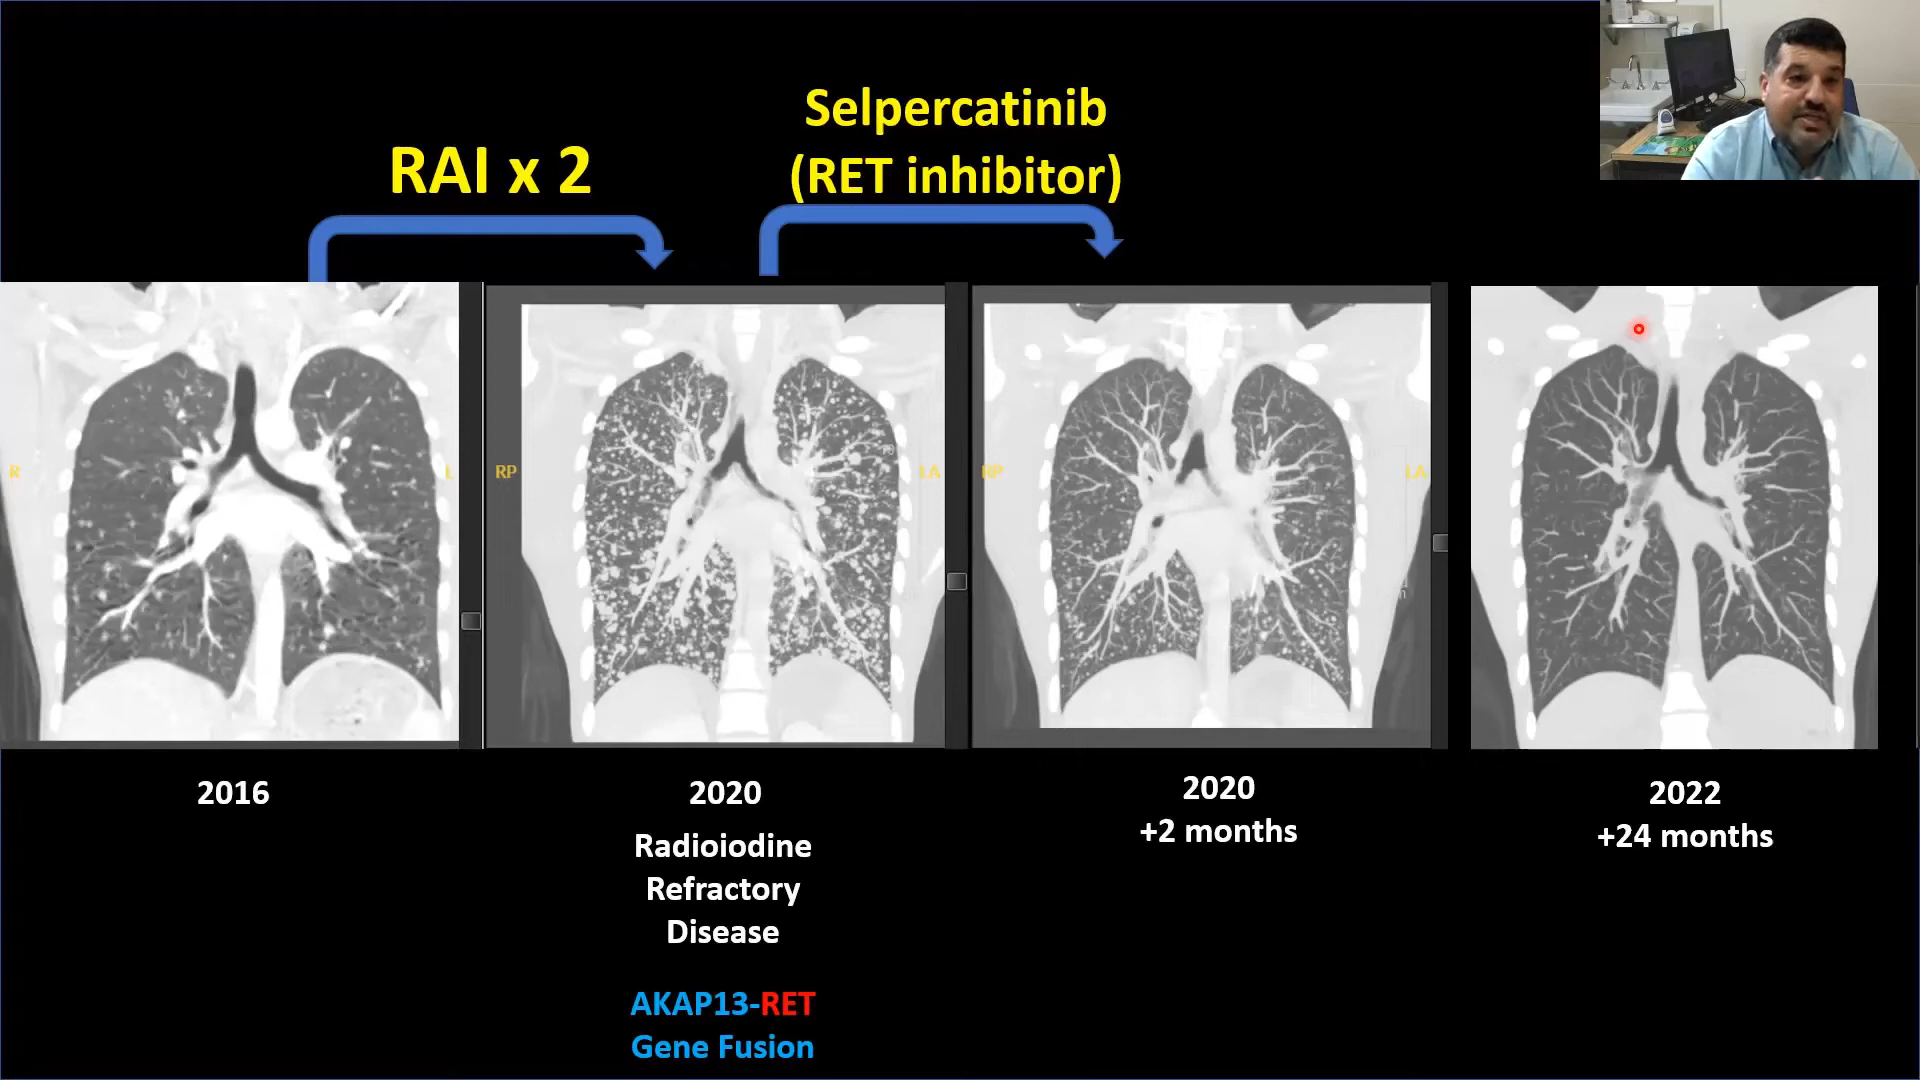 Selpercatinib
(RET inhibitor)
RAI x 2
R
L
RP
LA
RP
LA
2016
2020
Radioiodine
Refractory
Disease
AKAP13-RET
Gene Fusion
2020
+2 months
2022
+24 months